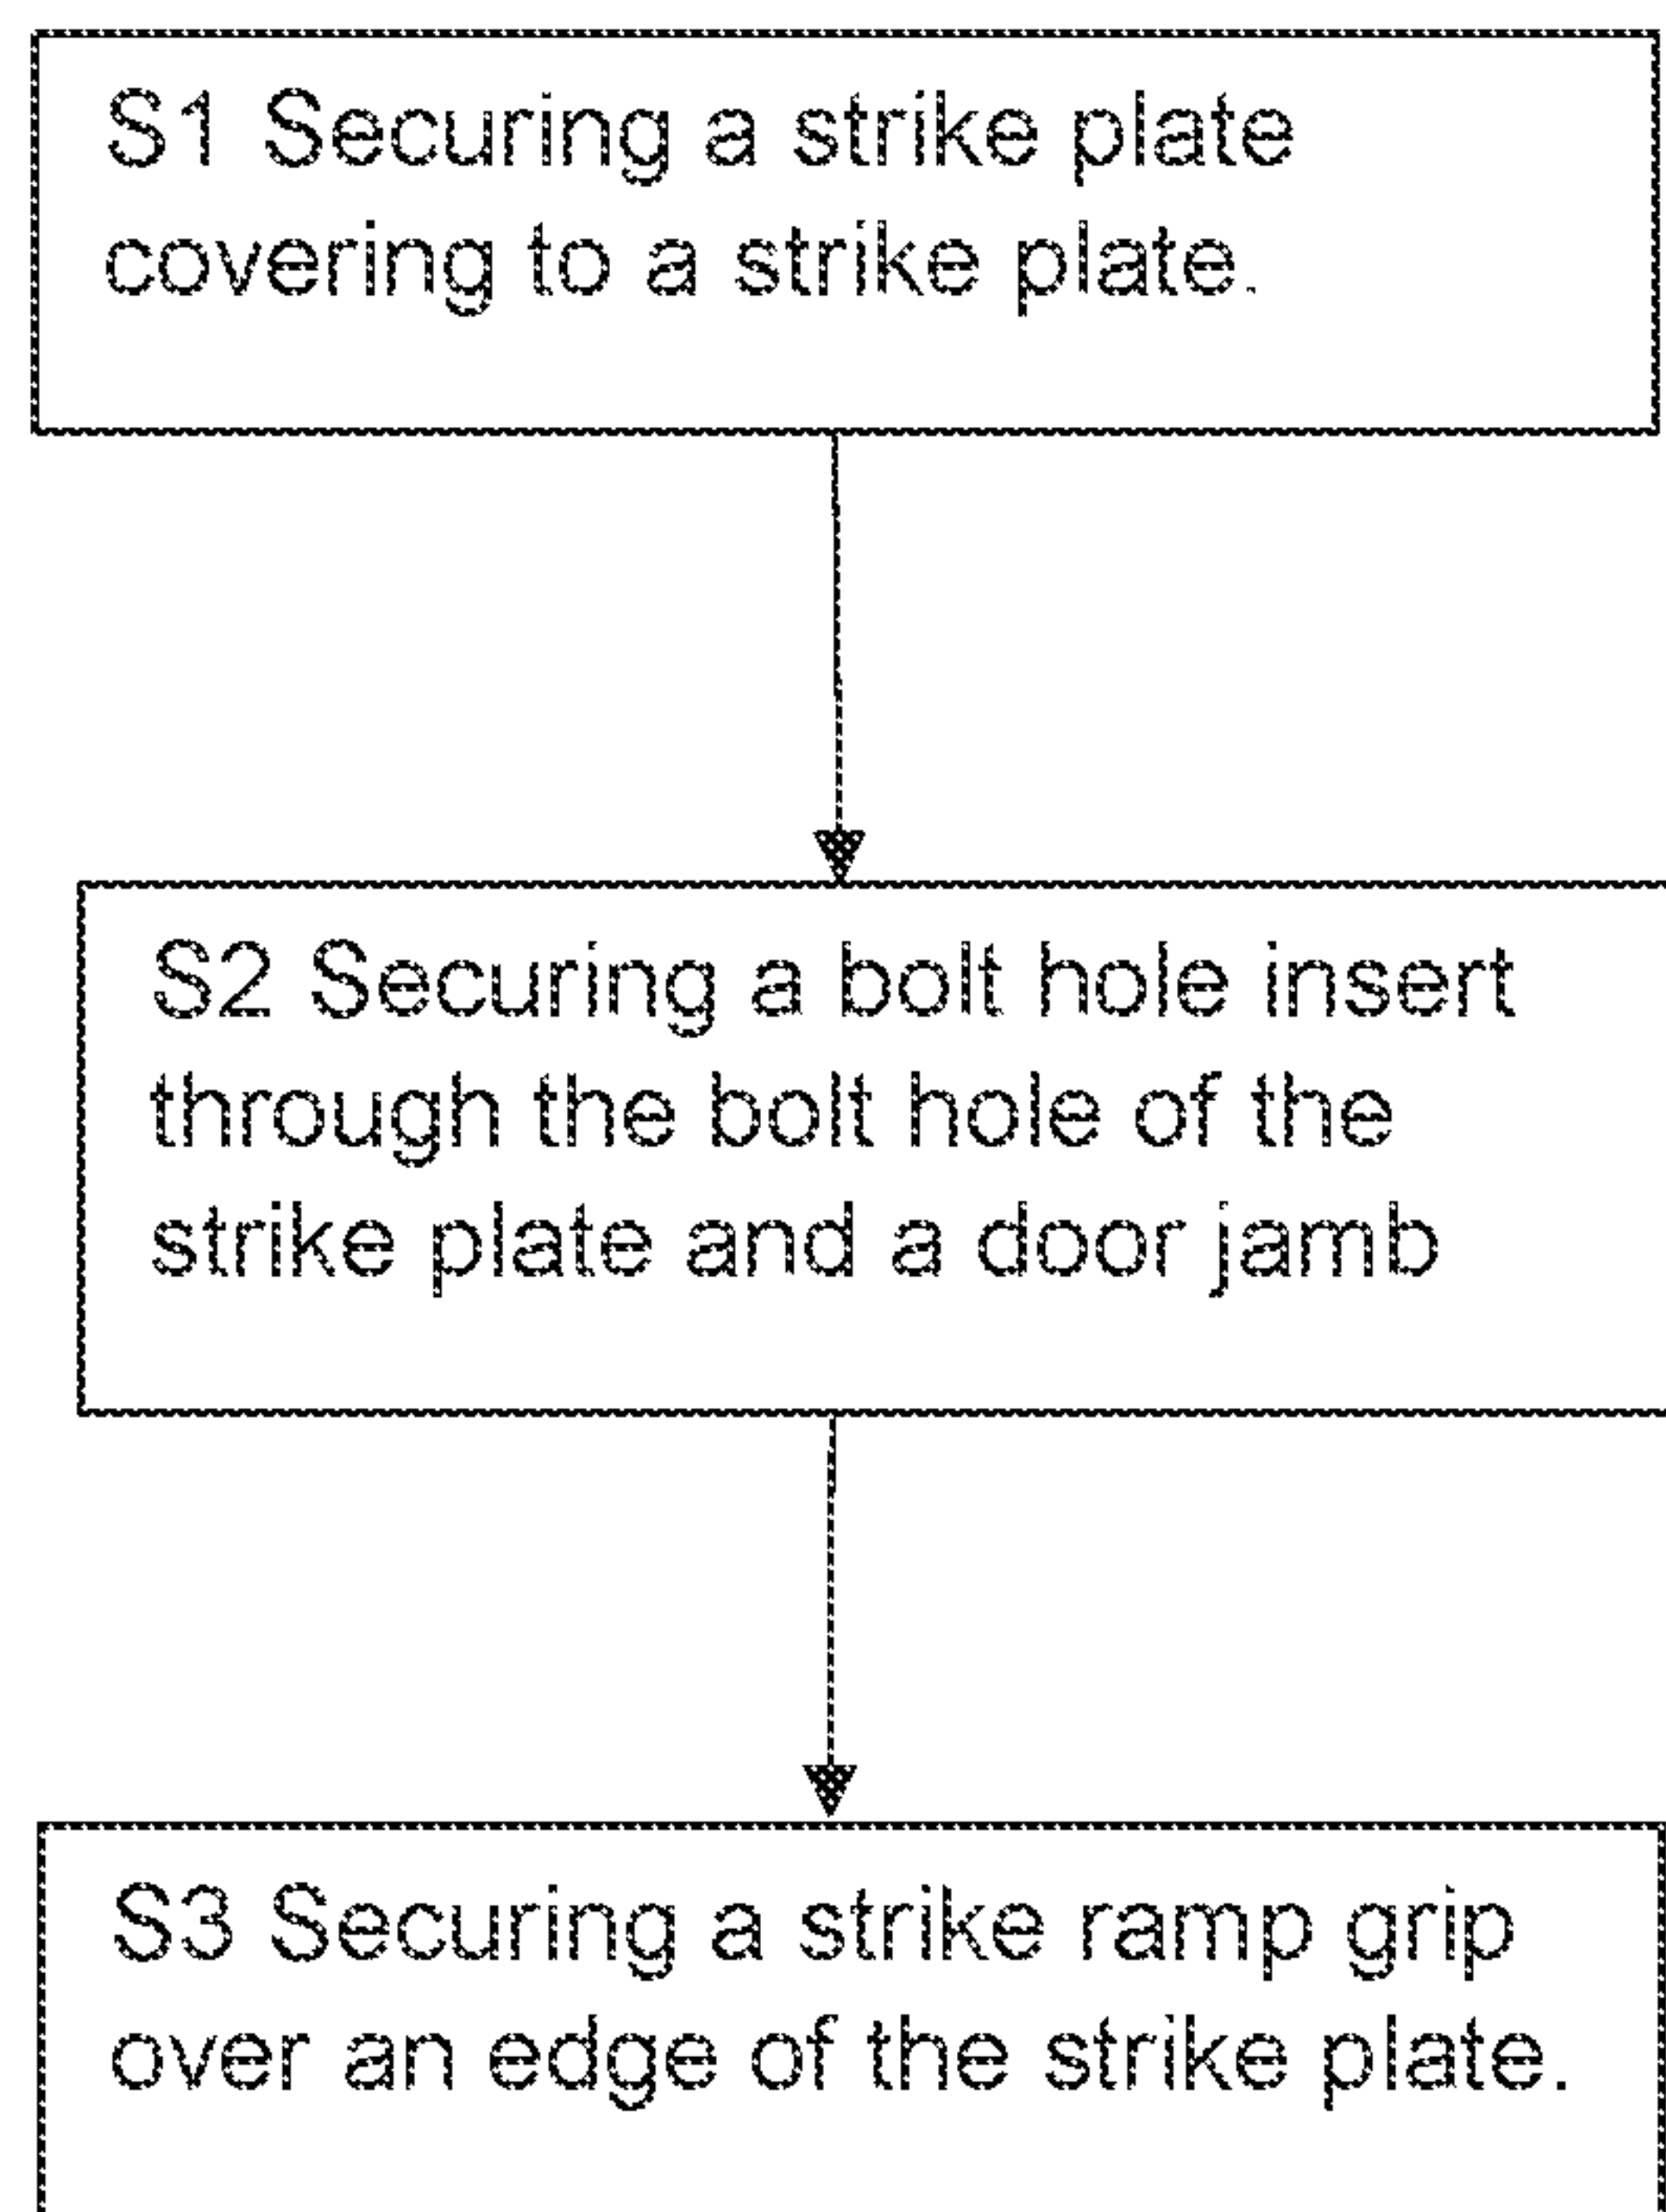 S1 Securing a strike plate
covering to a strike plate.
S2 Securing a bolt hole insert
through the bolt hole of the
strike plate and a door jamb
S3 Securing a strike ramp grip
over an edge of the strike plate.